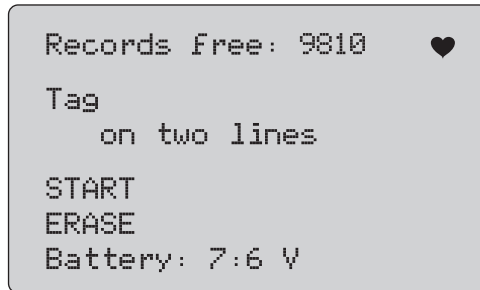 Records free: 9810 ♥
Tag
on two lines
START
ERASE
Battery: 7:6 V